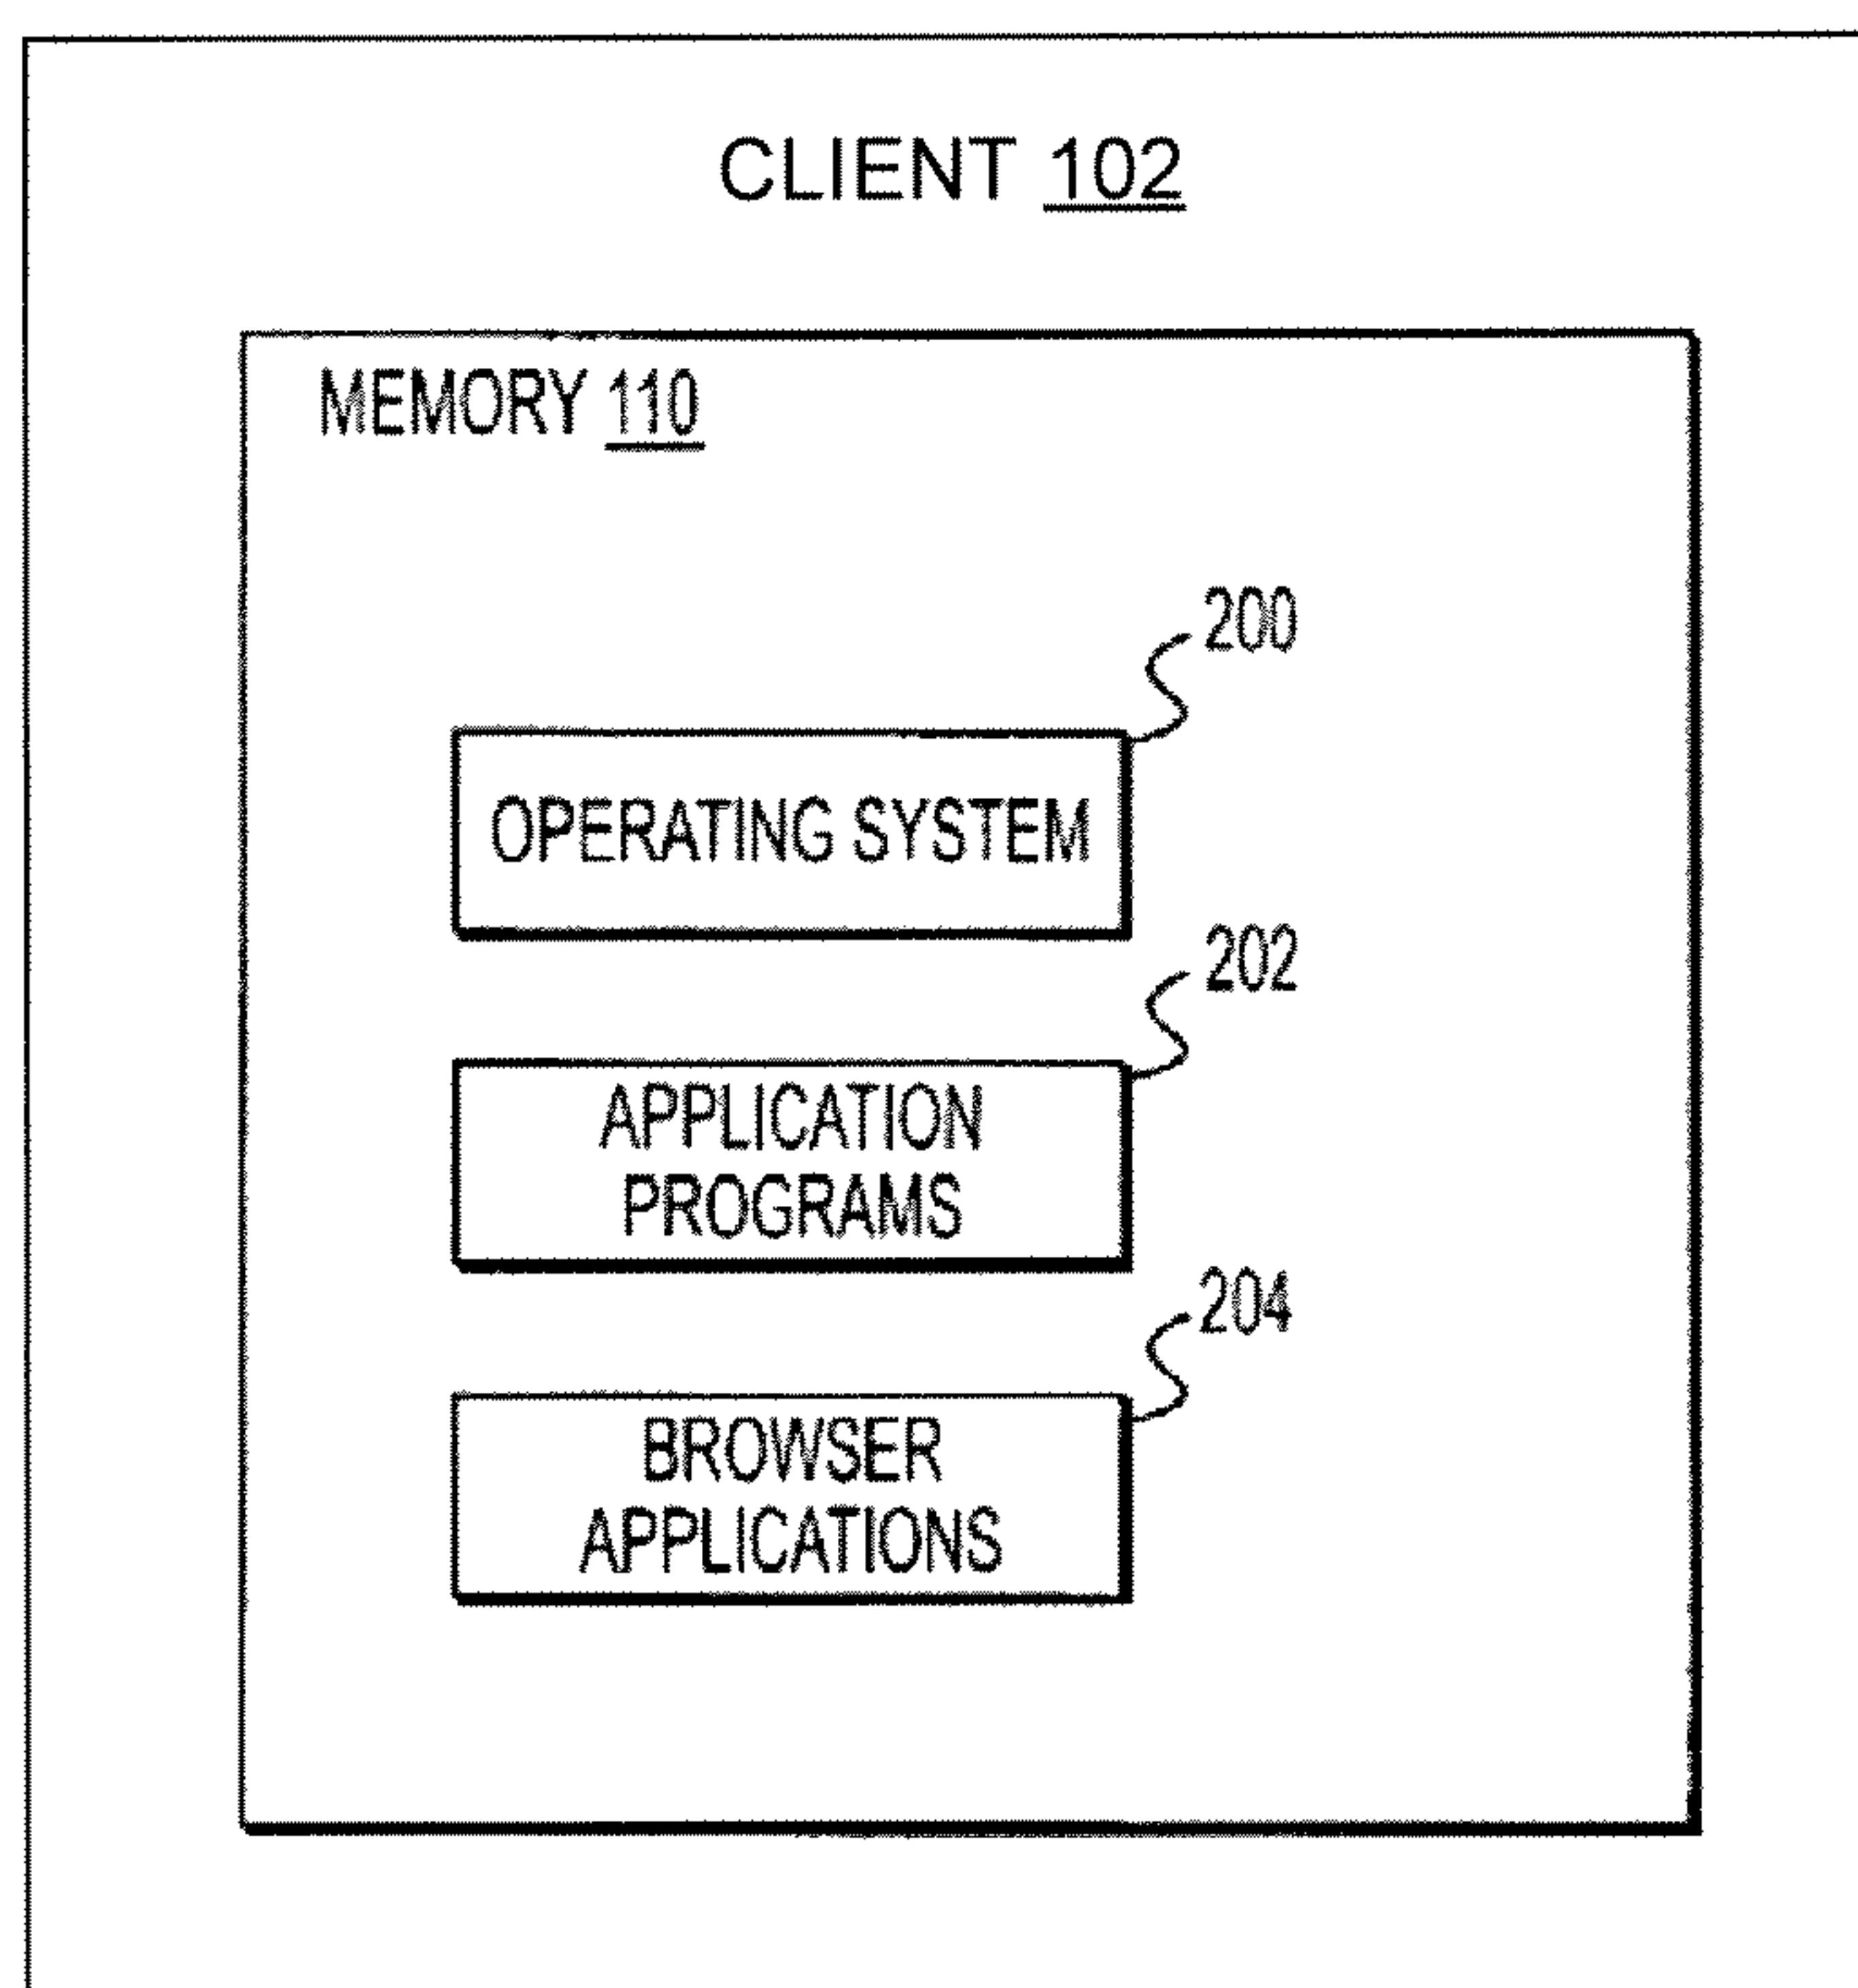 CLIENT 102
MEMORY 110
200
OPERATING SYSTEM
202
APPLICATION
PROGRAMS
204
BROWSER
APPLICATIONS